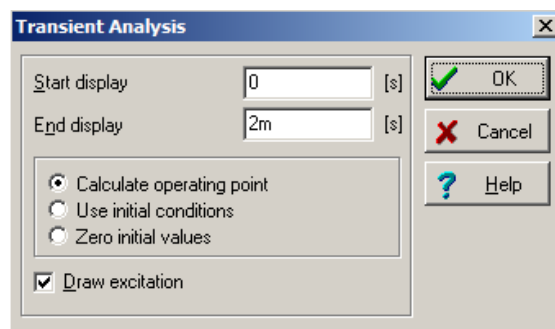 Transient Analysis
Start display 0 [s]
End display 2m [s]
Calculate operating point
Use initial conditions
Zero initial values
Draw excitation
OK
Cancel
Help